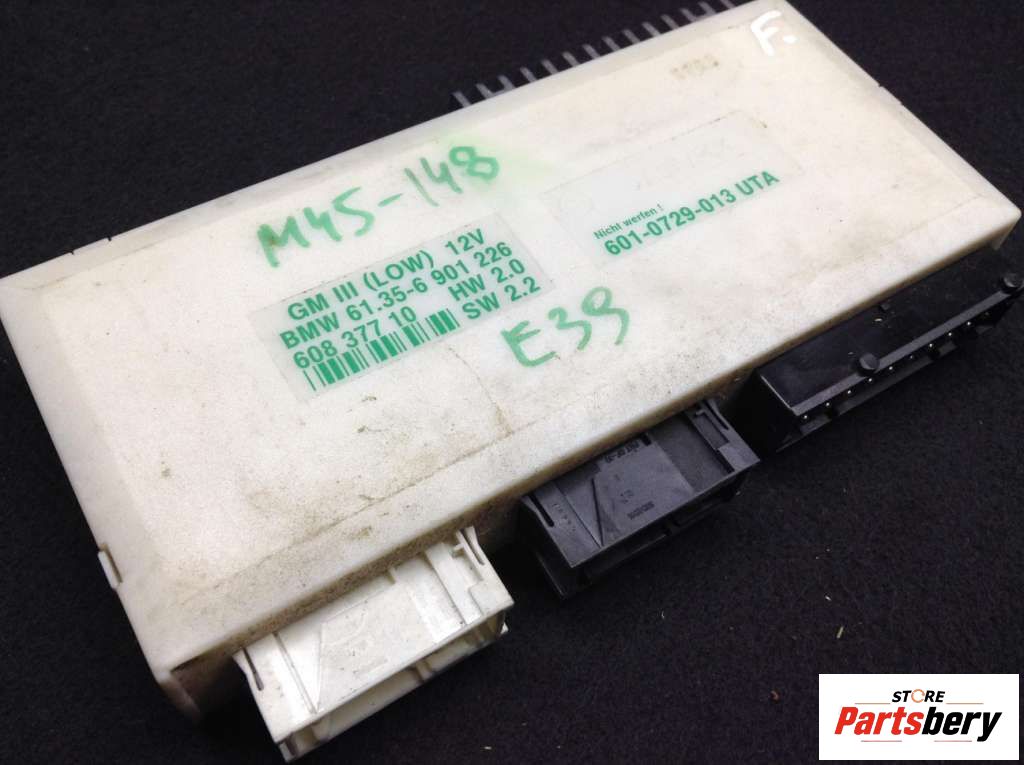 F.
M45-148
GM III (LOW) 12V
BMW 61.35-6 901 226
608 377 10 HW 2.0
SW 2.2
Nicht werfen !
601-0729-013 UTA
E39
STORE
Partsbery